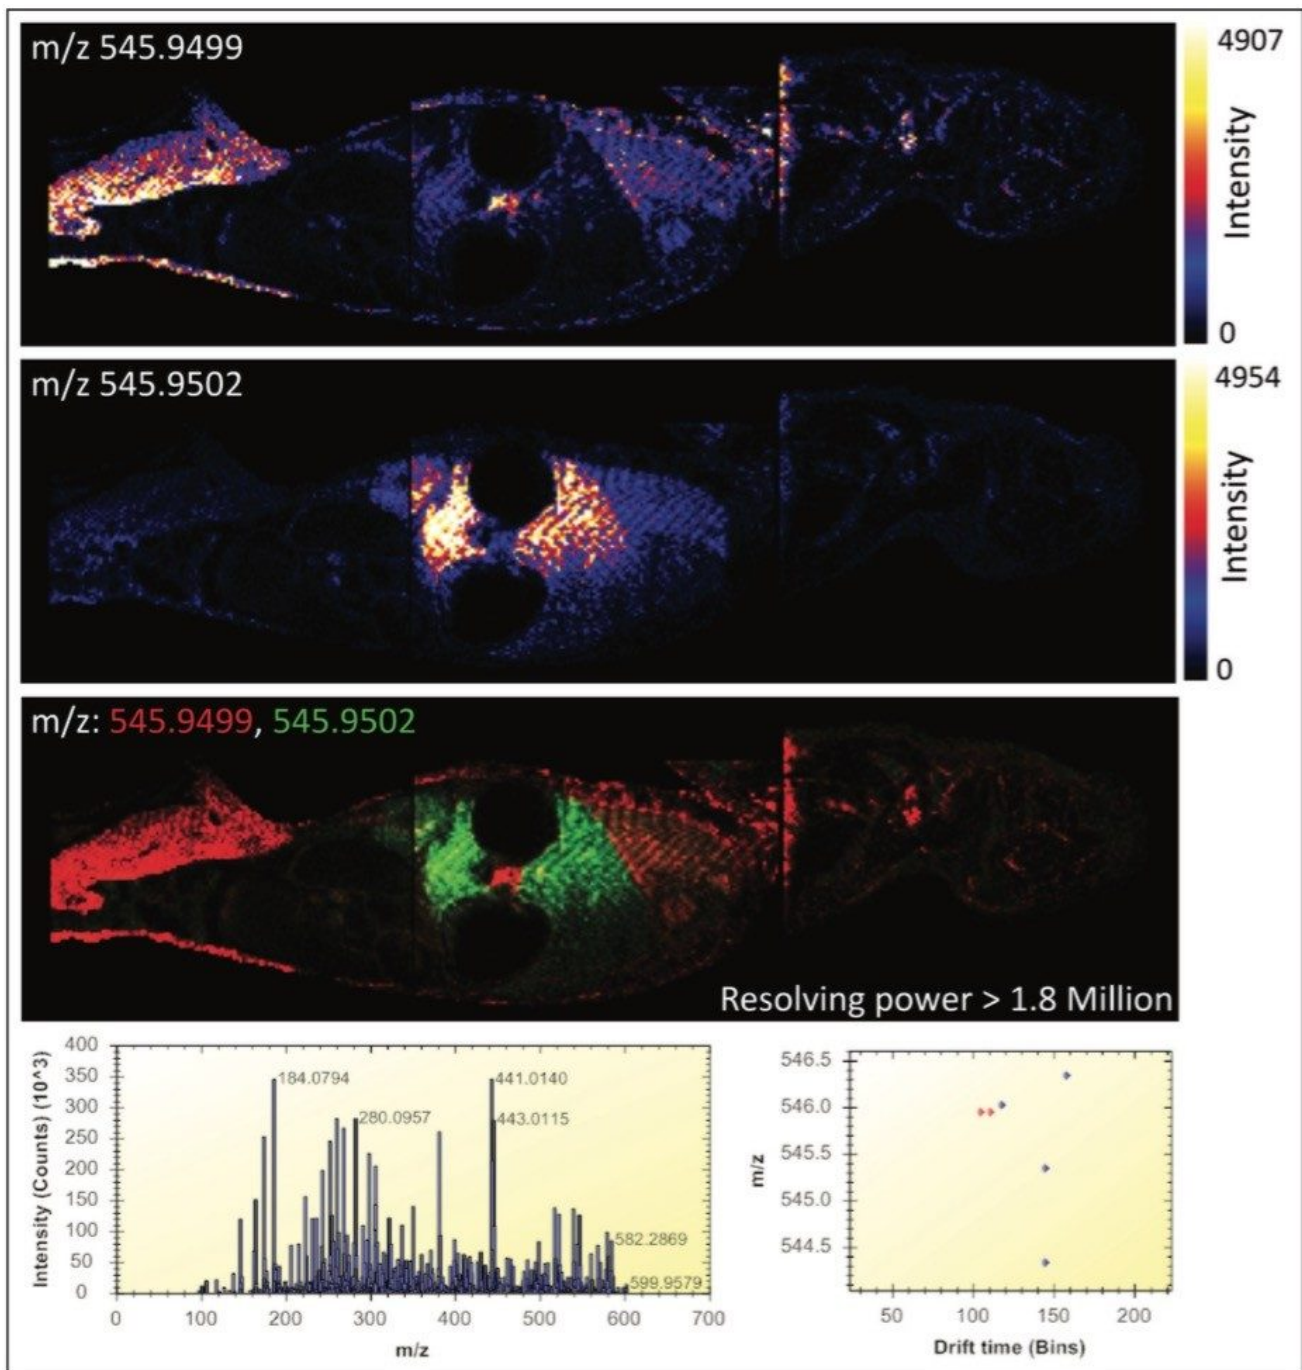 m/z 545.9499
4907
Intensity
0
m/z 545.9502
4954
Intensity
0
m/z: 545.9499, 545.9502
Resolving power > 1.8 Million
400
350
300
250
200
150
100
50
0
Intensity (Counts) (10^3)
184.0794
280.0957
441.0140
443.0115
582.2869
599.9579
0 100 200 300 400 500 600 700
m/z
546.5
546.0
545.5
545.0
544.5
m/z
50 100 150 200
Drift time (Bins)